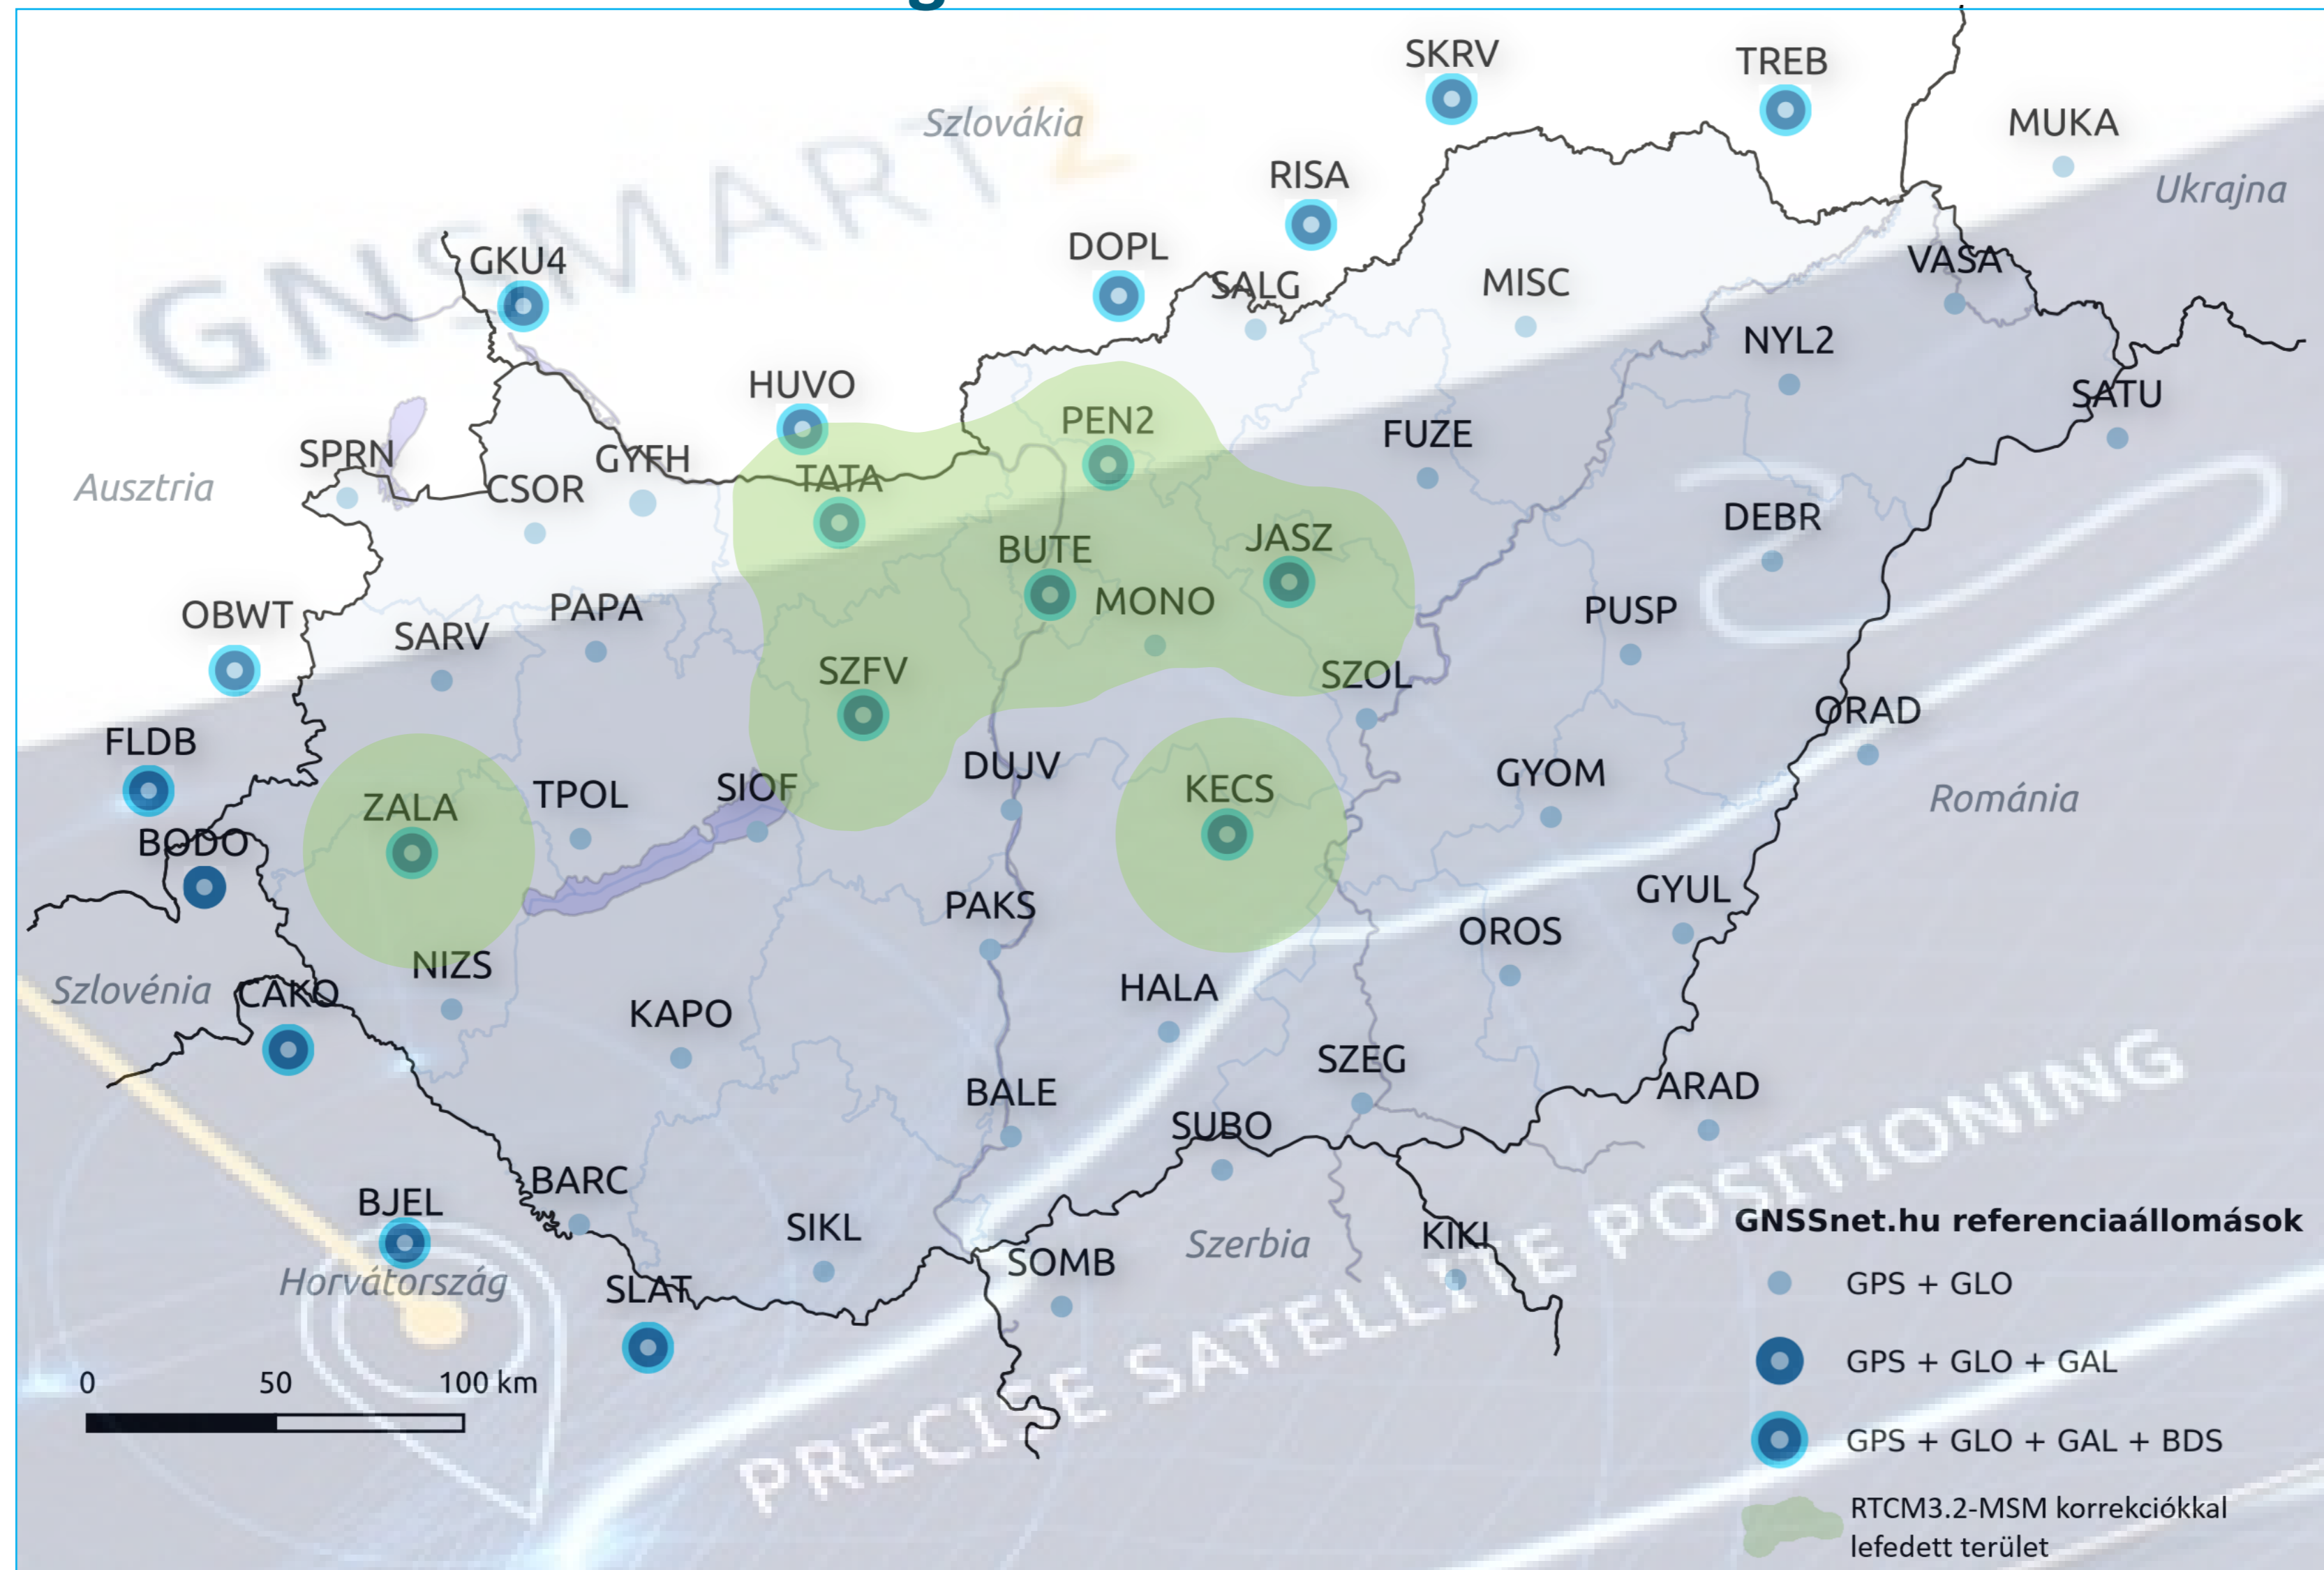 SKRV
TREB
Szlovákia
MUKA
RISA
Ukrajna
GNSMART2
DOPL
GKU4
VASA
SALG
MISC
NYL2
HUVO
SATU
PEN2
FUZE
SPRN
GYFH
TATA
Ausztria
CSOR
DEBR
JASZ
BUTE
MONO
PAPA
PUSP
OBWT
SARV
SZFV
SZOL
ORAD
FLDB
DUJV
GYOM
SIOF
KECS
TPOL
Románia
ZALA
BODO
GYUL
PAKS
OROS
NIZS
HALA
Szlovénia
CAKO
KAPO
SZEG
ARAD
BALE
SUBO
PRECISE SATELLITE POSITIONING
BARC
BJEL
GNSSnet.hu referenciaállomások
SIKL
KIKI
Szerbia
SOMB
Horvátország
SLAT
GPS + GLO
GPS + GLO + GAL
0 50 100 km
GPS + GLO + GAL + BDS
RTCM3.2-MSM korrekciókkal
lefedett terület